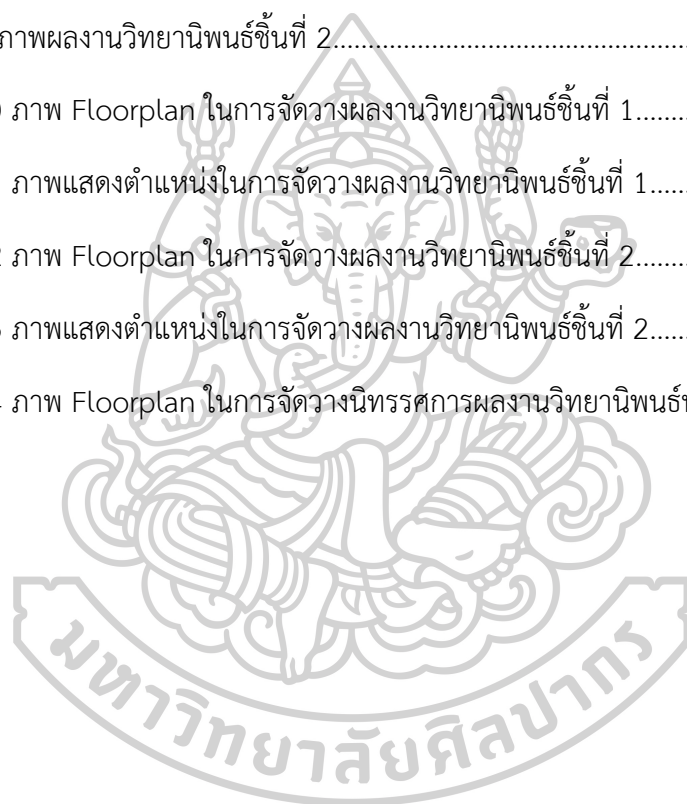 ภาพผลงานวิทยานิพนธ์ชิ้นที่ 2...............................................................
ภาพ Floorplan ในการจัดวางผลงานวิทยานิพนธ์ชิ้นที่ 1.........
ภาพแสดงตำแหน่งในการจัดวางผลงานวิทยานิพนธ์ชิ้นที่ 1.......
ภาพ Floorplan ในการจัดวางผลงานวิทยานิพนธ์ชิ้นที่ 2.........
ภาพแสดงตำแหน่งในการจัดวางผลงานวิทยานิพนธ์ชิ้นที่ 2.......
ภาพ Floorplan ในการจัดวางนิทรรศการผลงานวิทยานิพนธ์
มหาวิทยาลัยศิลปากร